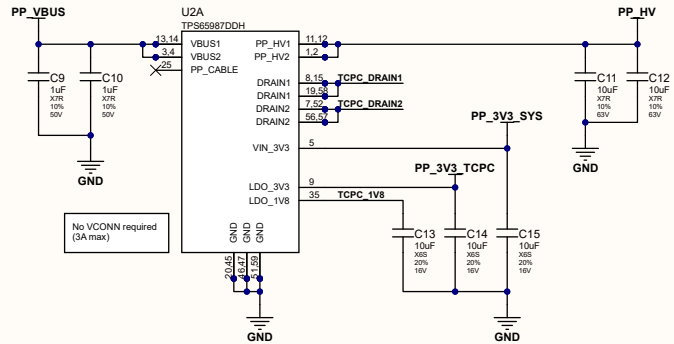 U2A
TPS65987DDH
PP_VBUS
PP_HV
13,14
VBUS1
PP_HV1
11,12
3,4
VBUS2
PP_HV2
1,2
25
PP_CABLE
DRAIN1
8,15
TCPC_DRAIN1
DRAIN1
19,58
DRAIN2
7,52
TCPC_DRAIN2
DRAIN2
56,57
VIN_3V3
5
LDO_3V3
9
LDO_1V8
35
TCPC_1V8
PP_3V3_SYS
PP_3V3_TCPC
C9
1uF
X7R
10%
50V
C10
1uF
X7R
10%
50V
GND
C11
10uF
X7R
10%
63V
C12
10uF
X7R
10%
63V
GND
No VCONN required
(3A max)
GND
GND
GND
20,45
46,47
51,59
GND
C13
10uF
X6S
20%
16V
C14
10uF
X6S
20%
16V
C15
10uF
X6S
20%
16V
GND